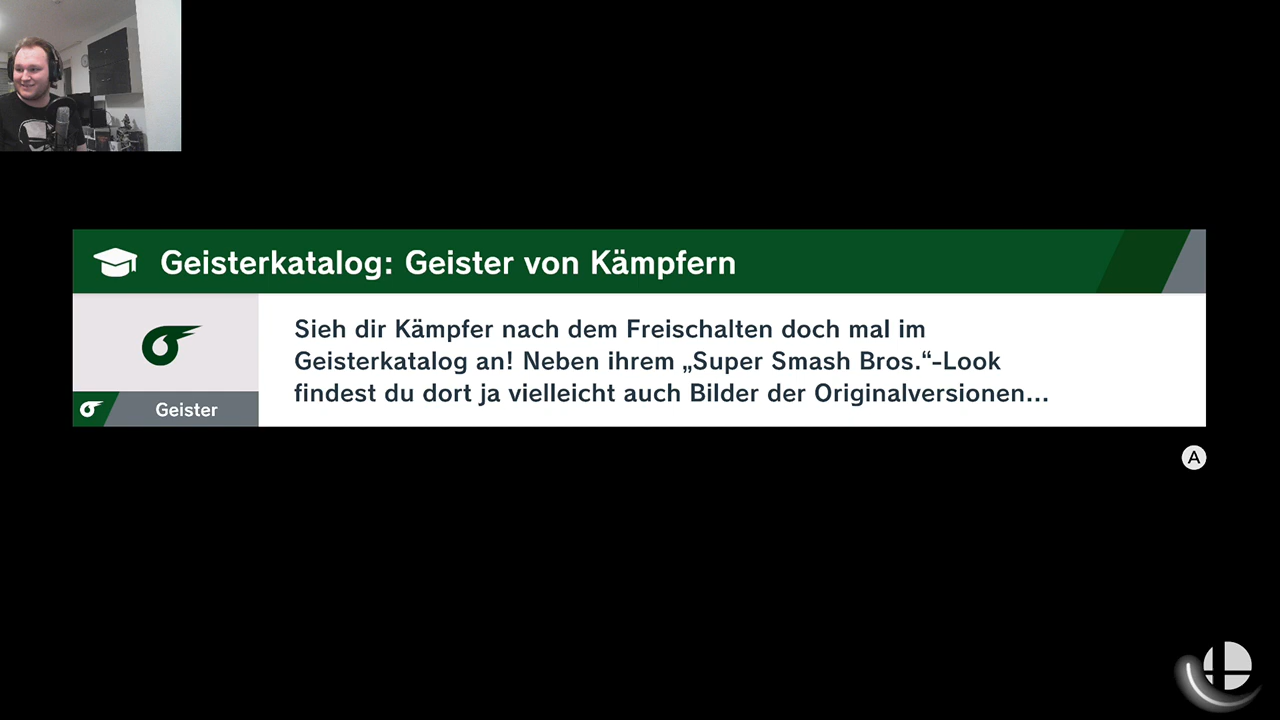 Geisterkatalog: Geister von Kämpfern
Sieh dir Kämpfer nach dem Freischalten doch mal im
Geisterkatalog an! Neben ihrem „Super Smash Bros.“-Look
findest du dort ja vielleicht auch Bilder der Originalversionen...
Geister
A